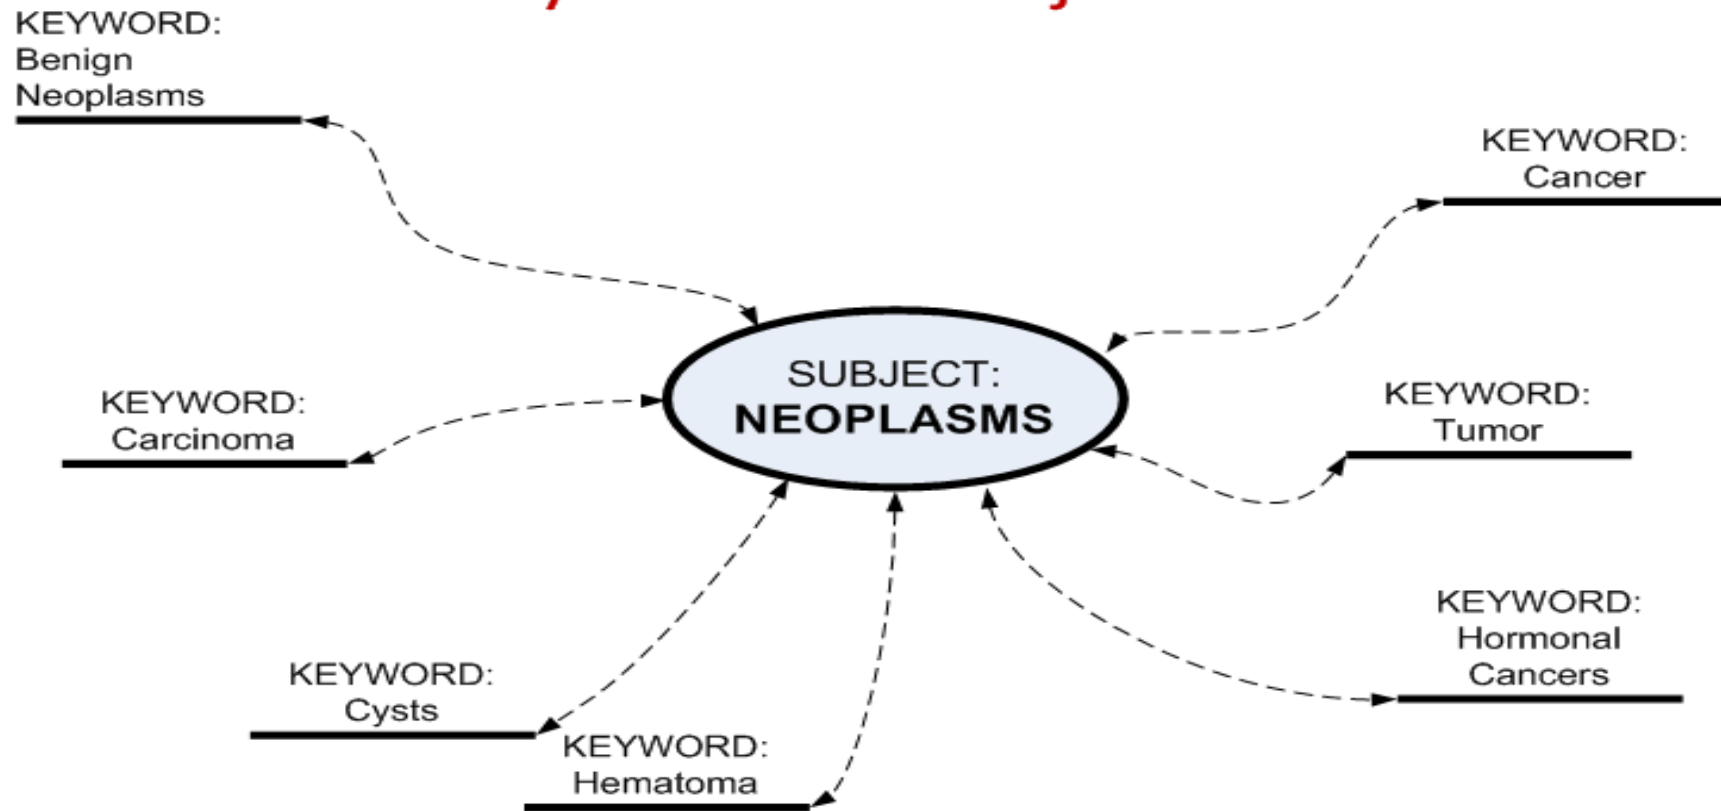 KEYWORD:
Benign
Neoplasms
KEYWORD:
Cancer
SUBJECT:
NEOPLASMS
KEYWORD:
Carcinoma
KEYWORD:
Tumor
KEYWORD:
Hormonal
Cancers
KEYWORD:
Cysts
KEYWORD:
Hematoma